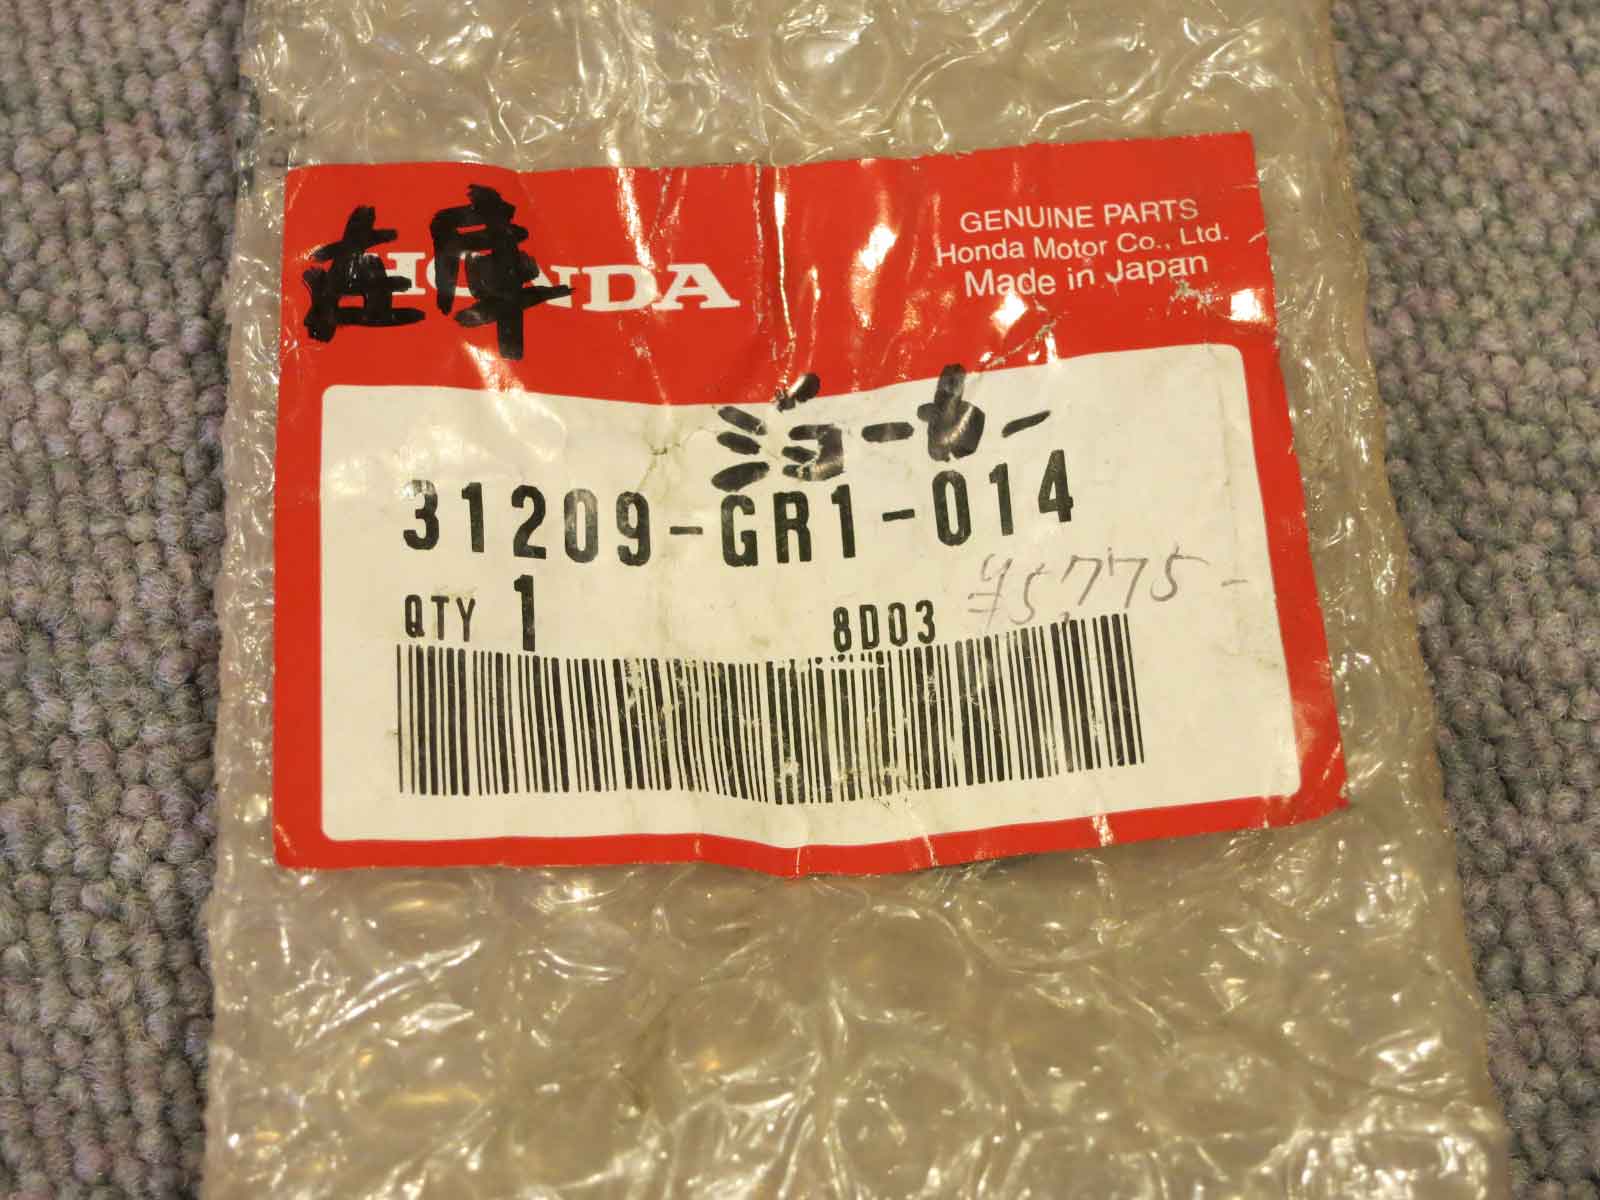 在庫
HONDA
GENUINE PARTS
Honda Motor Co., Ltd.
Made in Japan
ジョーカー
31209-GR1-014
¥5,775-
QTY 1
8D03